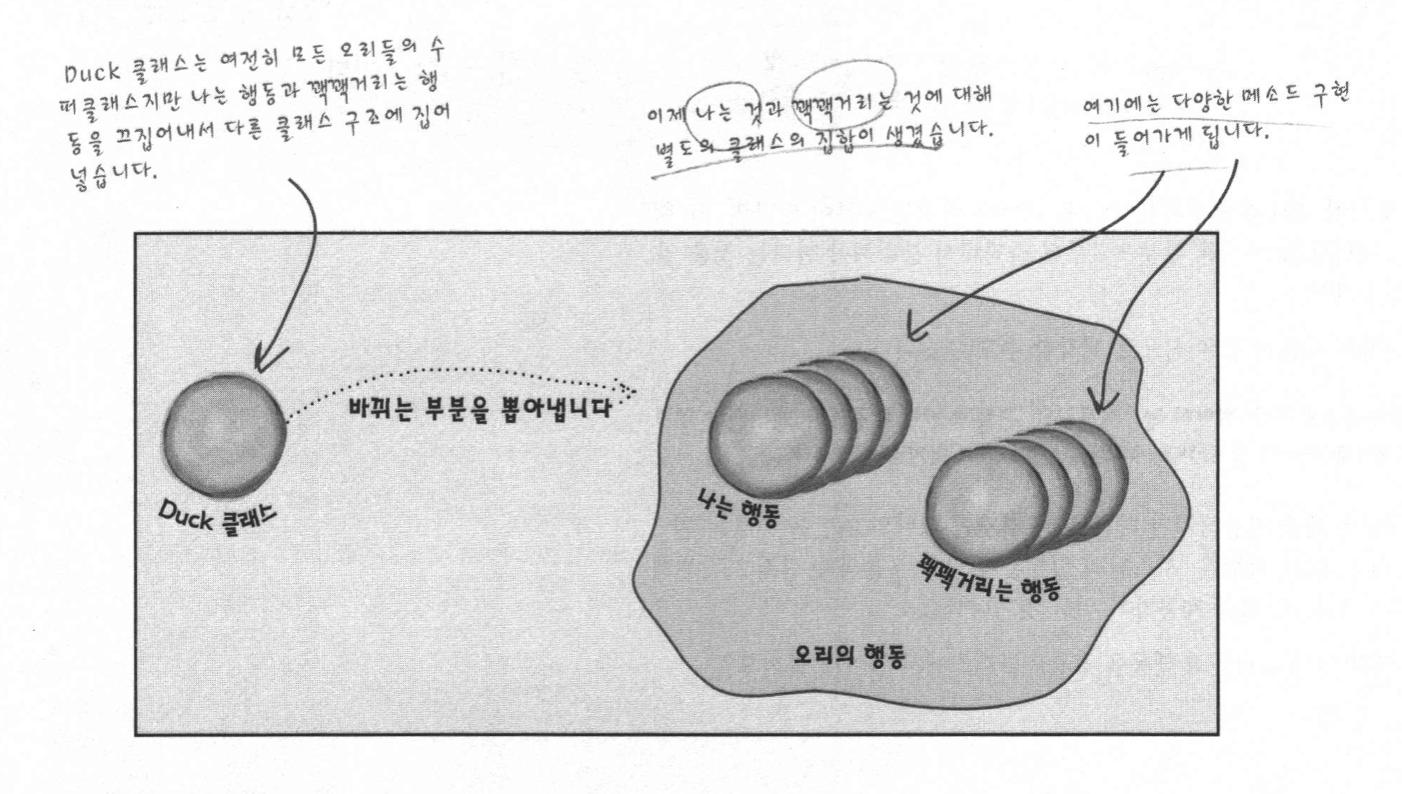 Duck 클래스는 여전히 모든 오리들의 수
퍼클래스지만 나는 행동과 꽥꽥거리는 행
동을 끄집어내서 다른 클래스 구조에 집어
넣습니다.
이제 나는 것과 꽥꽥거리는 것에 대해
별도의 클래스의 집합이 생겼습니다.
여기에는 다양한 메소드 구현
이 들어가게 됩니다.
바뀌는 부분을 뽑아냅니다
Duck 클래스
나는 행동
꽥꽥거리는 행동
오리의 행동